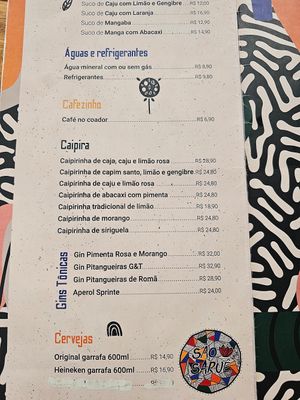 Suco de Caju com Limão e Gengibre R$ 12,00
Suco de Caju com Laranja R$ 16,90
Suco de Mangaba R$ 12,90
Suco de Manga com Abacaxi R$ 14,90
Águas e refrigerantes
Água mineral com ou sem gás R$ 8,90
Refrigerantes R$ 9,80
Cafezinho
Café no coador R$ 6,90
Caipira
Caipirinha de caja, caju e limão rosa R$ 28,90
Caipirinha de capim santo, limão e gengibre R$ 24,80
Caipirinha de caju e limão rosa R$ 24,80
Caipirinha de abacaxi com pimenta R$ 24,80
Caipirinha tradicional de limão R$ 18,90
Caipirinha de morango R$ 24,80
Caipirinha de siriguela R$ 24,80
Gins Tônicas
Gin Pimenta Rosa e Morango R$ 32,00
Gin Pitangueiras G&T R$ 32,90
Gin Pitangueiras de Romã R$ 28,90
Aperol Sprinte R$ 24,00
Cervejas
Original garrafa 600ml R$ 14,90
Heineken garrafa 600ml R$ 16,90
SÃO
SARUÊ